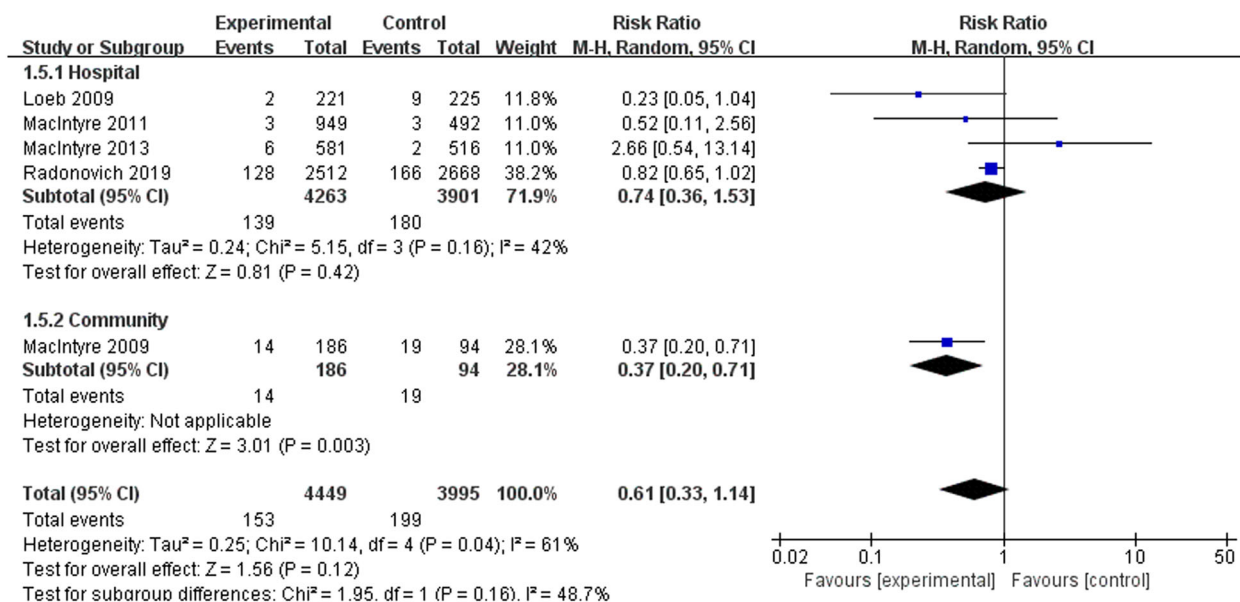 Experimental Control Risk Ratio Risk Ratio
Study or Subgroup Events Total Events Total Weight M-H, Random, 95% CI M-H, Random, 95% CI
1.5.1 Hospital
Loeb 2009 2 221 9 225 11.8% 0.23 [0.05, 1.04]
MacIntyre 2011 3 949 3 492 11.0% 0.52 [0.11, 2.56]
MacIntyre 2013 6 581 2 516 11.0% 2.66 [0.54, 13.14]
Radonovich 2019 128 2512 166 2668 38.2% 0.82 [0.65, 1.02]
Subtotal (95% CI) 4263 3901 71.9% 0.74 [0.36, 1.53]
Total events 139 180
Heterogeneity: Tau² = 0.24; Chi² = 5.15, df = 3 (P = 0.16); I² = 42%
Test for overall effect: Z = 0.81 (P = 0.42)
1.5.2 Community
MacIntyre 2009 14 186 19 94 28.1% 0.37 [0.20, 0.71]
Subtotal (95% CI) 186 94 28.1% 0.37 [0.20, 0.71]
Total events 14 19
Heterogeneity: Not applicable
Test for overall effect: Z = 3.01 (P = 0.003)
Total (95% CI) 4449 3995 100.0% 0.61 [0.33, 1.14]
Total events 153 199
Heterogeneity: Tau² = 0.25; Chi² = 10.14, df = 4 (P = 0.04); I² = 61%
Test for overall effect: Z = 1.56 (P = 0.12)
Test for subgroup differences: Chi² = 1.95, df = 1 (P = 0.16), I² = 48.7%
0.02 0.1 1 10 50
Favours [experimental] Favours [control]